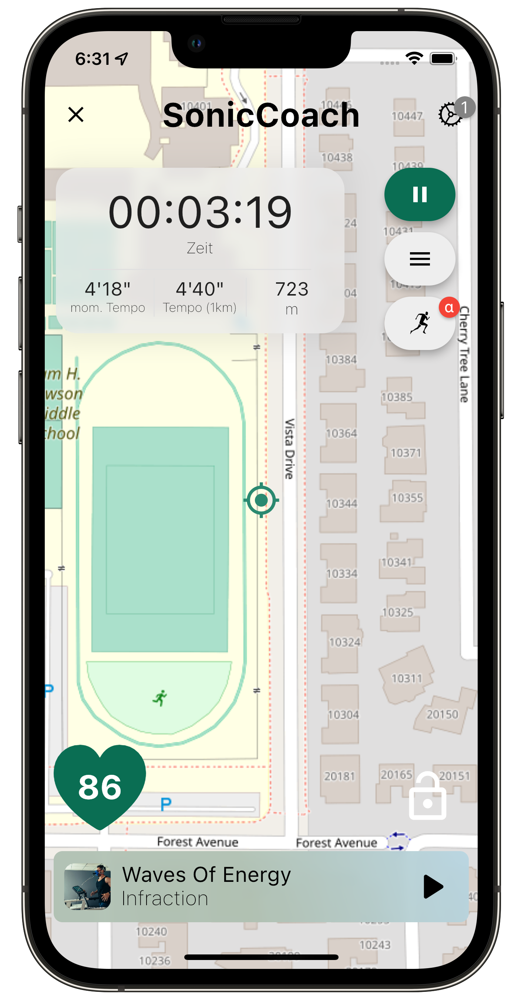 6:31
SonicCoach
1
10401
10446
10447
10438
10439
00:03:19
Zeit
4'18"
mom. Tempo
4'40"
Tempo (1km)
723
m
24
10431
04
α
Cherry Tree Lane
10384
am H.
wson
iddle
chool
10385
Vista Drive
10364
10371
10344
10355
10341
10334
10325
10324
P
10311
10304
20150
86
20181
20165
20151
P
Forest Avenue
Forest Avenue
Waves Of Energy
Infraction
40
10240
10243
10236